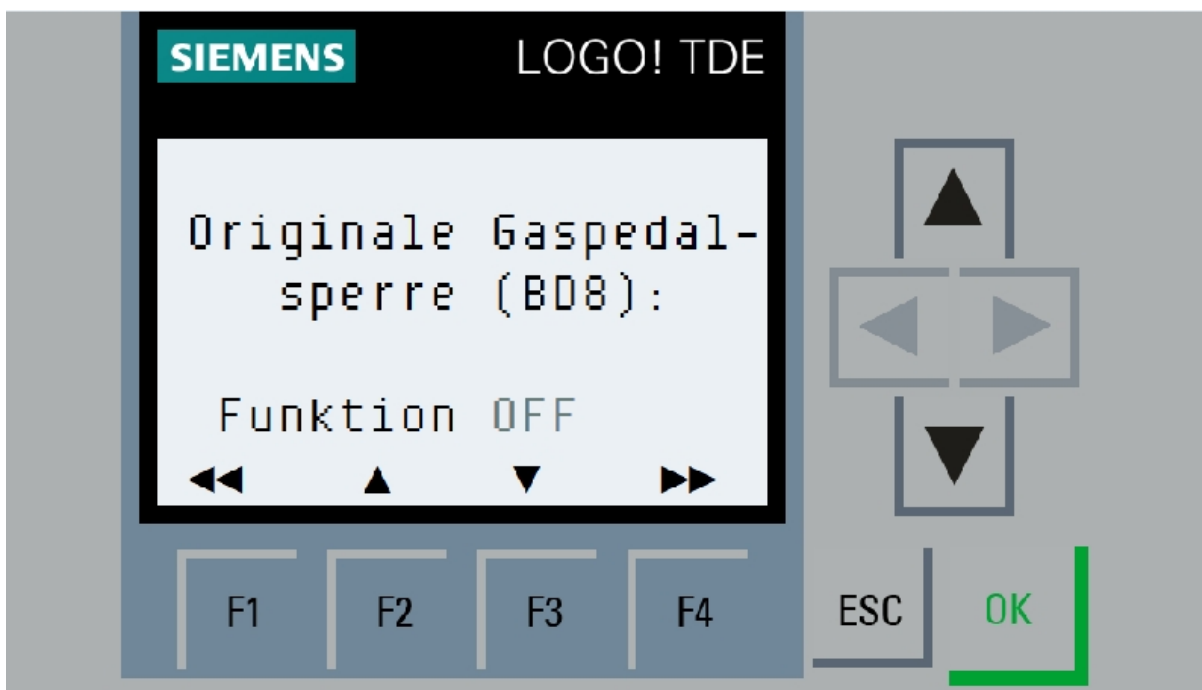 SIEMENS LOGO! TDE
Originale Gaspedal-
sperre (BD8):
Funktion OFF
◀◀ ▲ ▼ ▶▶
F1 F2 F3 F4 ESC OK